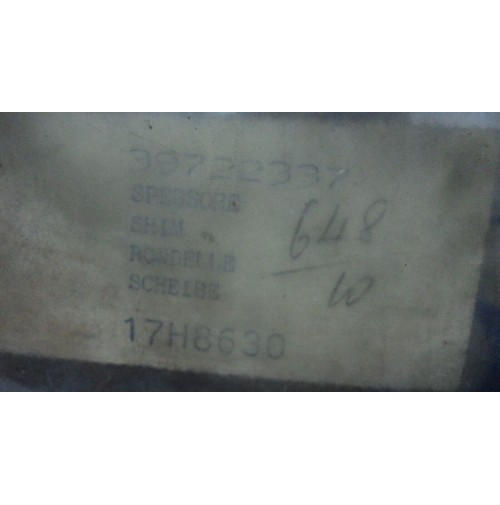 39722337
SPESSORE
SHIM
RONDELLE
SCHEIBE
17H8630
648
10